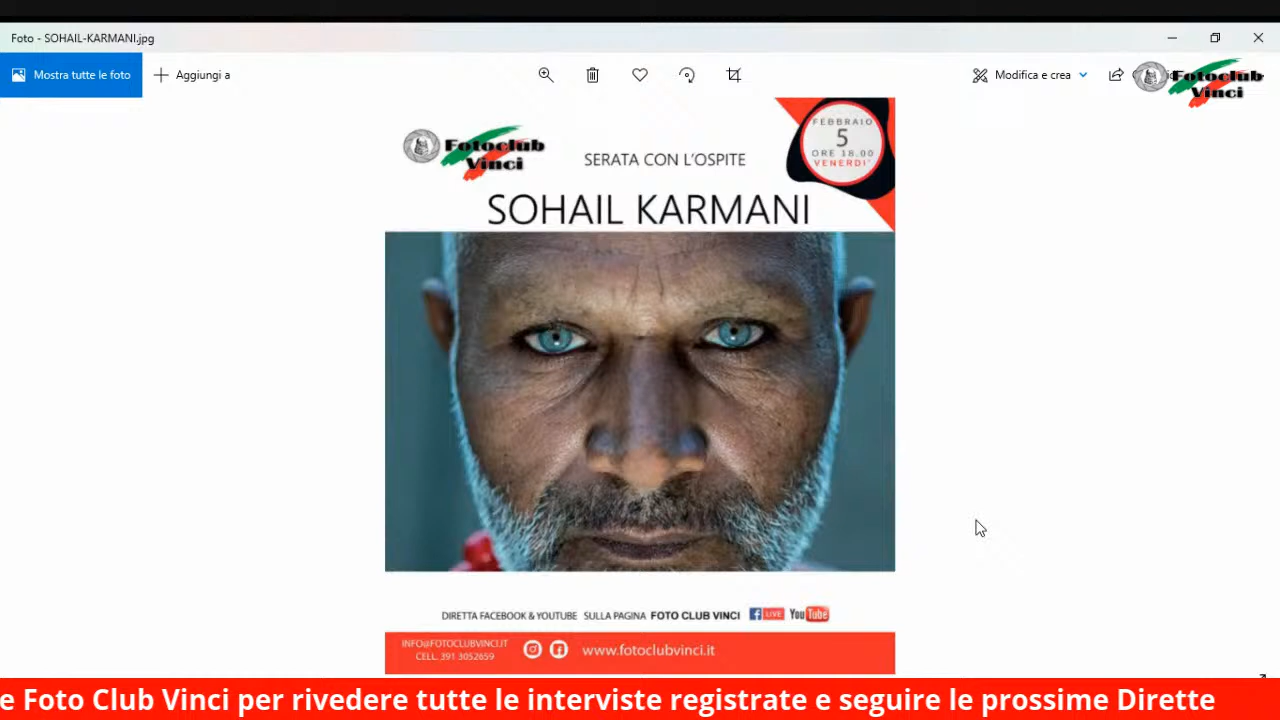 Foto - SOHAIL-KARMANI.jpg
Mostra tutte le foto
Aggiungi a
Modifica e crea
Fotoclub
Vinci
Fotoclub
Vinci
SERATA CON L'OSPITE
FEBBRAIO
5
ORE 18.00
VENERDI'
SOHAIL KARMANI
DIRETTA FACEBOOK & YOUTUBE SULLA PAGINA FOTO CLUB VINCI
LIVE
YouTube
INFO@FOTOCLUBVINCI.IT
CELL. 391 3052659
www.fotoclubvinci.it
e Foto Club Vinci per rivedere tutte le interviste registrate e seguire le prossime Dirette